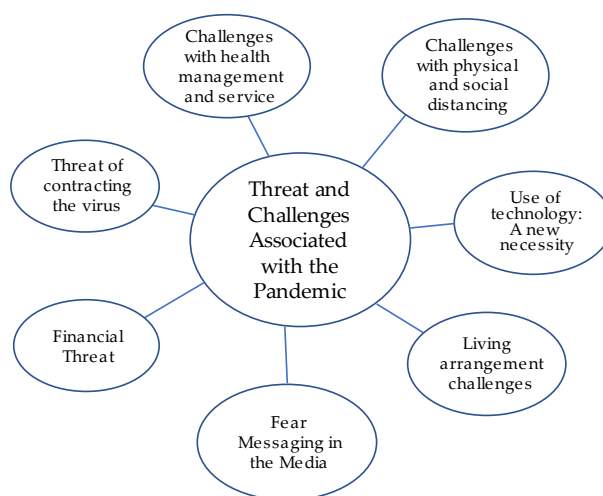 Challenges
with health
management
and service
Challenges
with physical
and social
distancing
Threat of
contracting
the virus
Threat and
Challenges
Associated
with the
Pandemic
Use of
technology:
A new
necessity
Financial
Threat
Living
arrangement
challenges
Fear
Messaging in
the Media